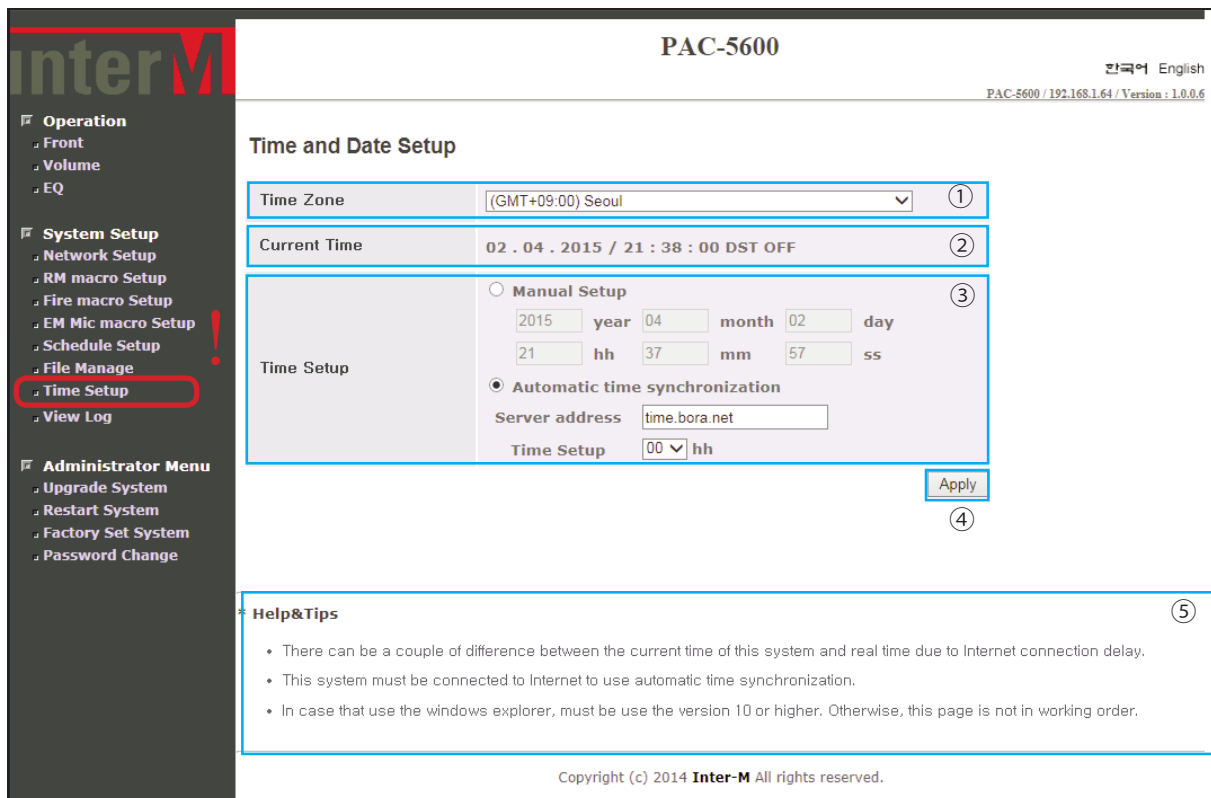 inter M
PAC-5600
한국어 English
PAC-5600 / 192.168.1.64 / Version : 1.0.0.6
Operation
Front
Volume
EQ
System Setup
Network Setup
RM macro Setup
Fire macro Setup
EM Mic macro Setup
Schedule Setup
File Manage
Time Setup
View Log
!
Administrator Menu
Upgrade System
Restart System
Factory Set System
Password Change
Time and Date Setup
Time Zone (GMT+09:00) Seoul ①
Current Time 02 . 04 . 2015 / 21 : 38 : 00 DST OFF ②
Time Setup
Manual Setup ③
2015 year 04 month 02 day
21 hh 37 mm 57 ss
Automatic time synchronization
Server address time.bora.net
Time Setup 00 hh
Apply
④
* Help&Tips ⑤
• There can be a couple of difference between the current time of this system and real time due to Internet connection delay.
• This system must be connected to Internet to use automatic time synchronization.
• In case that use the windows explorer, must be use the version 10 or higher. Otherwise, this page is not in working order.
Copyright (c) 2014 Inter-M All rights reserved.